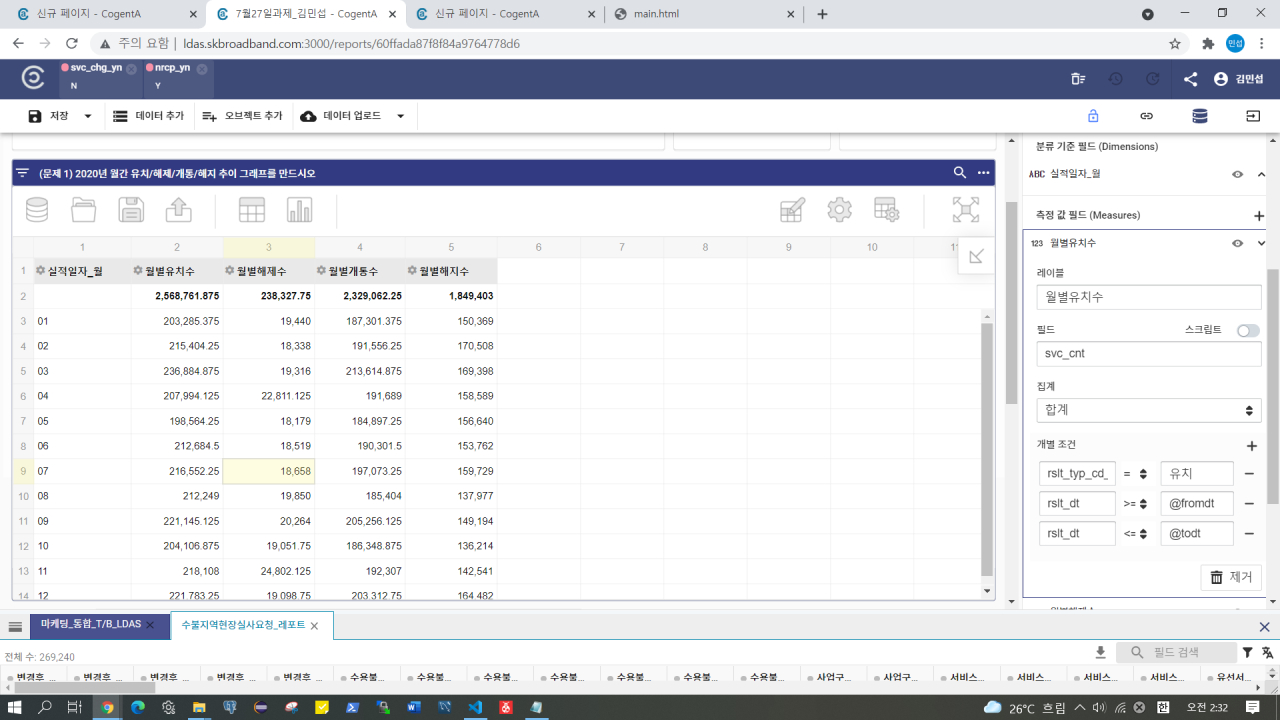 신규 페이지 - CogentA
7월27일과제_김민섭 - CogentA
신규 페이지 - CogentA
main.html
주의 요함 | ldas.skbroadband.com:3000/reports/60ffada87f8f84a9764778d6
민섭
svc_chg_yn nrcp_yn
N Y
김민섭
저장 데이터 추가 오브젝트 추가 데이터 업로드
(문제 1) 2020년 월간 유치/해제/개통/해지 추이 그래프를 만드시오
1 2 3 4 5 6 7 8 9 10 11
1 실적일자_월 월별유치수 월별해제수 월별개통수 월별해지수
2 2,568,761.875 238,327.75 2,329,062.25 1,849,403
3 01 203,285.375 19,440 187,301.375 150,369
4 02 215,404.25 18,338 191,556.25 170,508
5 03 236,884.875 19,316 213,614.875 169,398
6 04 207,994.125 22,811.125 191,689 158,589
7 05 198,564.25 18,179 184,897.25 156,640
8 06 212,684.5 18,519 190,301.5 153,762
9 07 216,552.25 18,658 197,073.25 159,729
10 08 212,249 19,850 185,404 137,977
11 09 221,145.125 20,264 205,256.125 149,194
12 10 204,106.875 19,051.75 186,348.875 136,214
13 11 218,108 24,802.125 192,307 142,541
14 12 221,783.25 19,098.75 203,312.75 164,482
분류 기준 필드 (Dimensions)
ABC 실적일자_월
측정 값 필드 (Measures)
123 월별유치수
레이블
월별유치수
필드 스크립트
svc_cnt
집계
합계
개별 조건
rslt_typ_cd_ = 유치
rslt_dt >= @fromdt
rslt_dt <= @todt
제거
월별해제수
마케팅_통합_T/B_LDAS
수불지역현장실사요청_레포트
전체 수: 269,240
필드 검색
변경후_... 변경후_... 변경후_... 변경후_... 변경후_... 수용불... 수용불... 수용불... 수용불... 수용불... 수용불... 수용불... 사업구... 사업구... 서비스... 서비스... 서비스... 서비스... 유선서...
26°C 흐림 한 오전 2:32